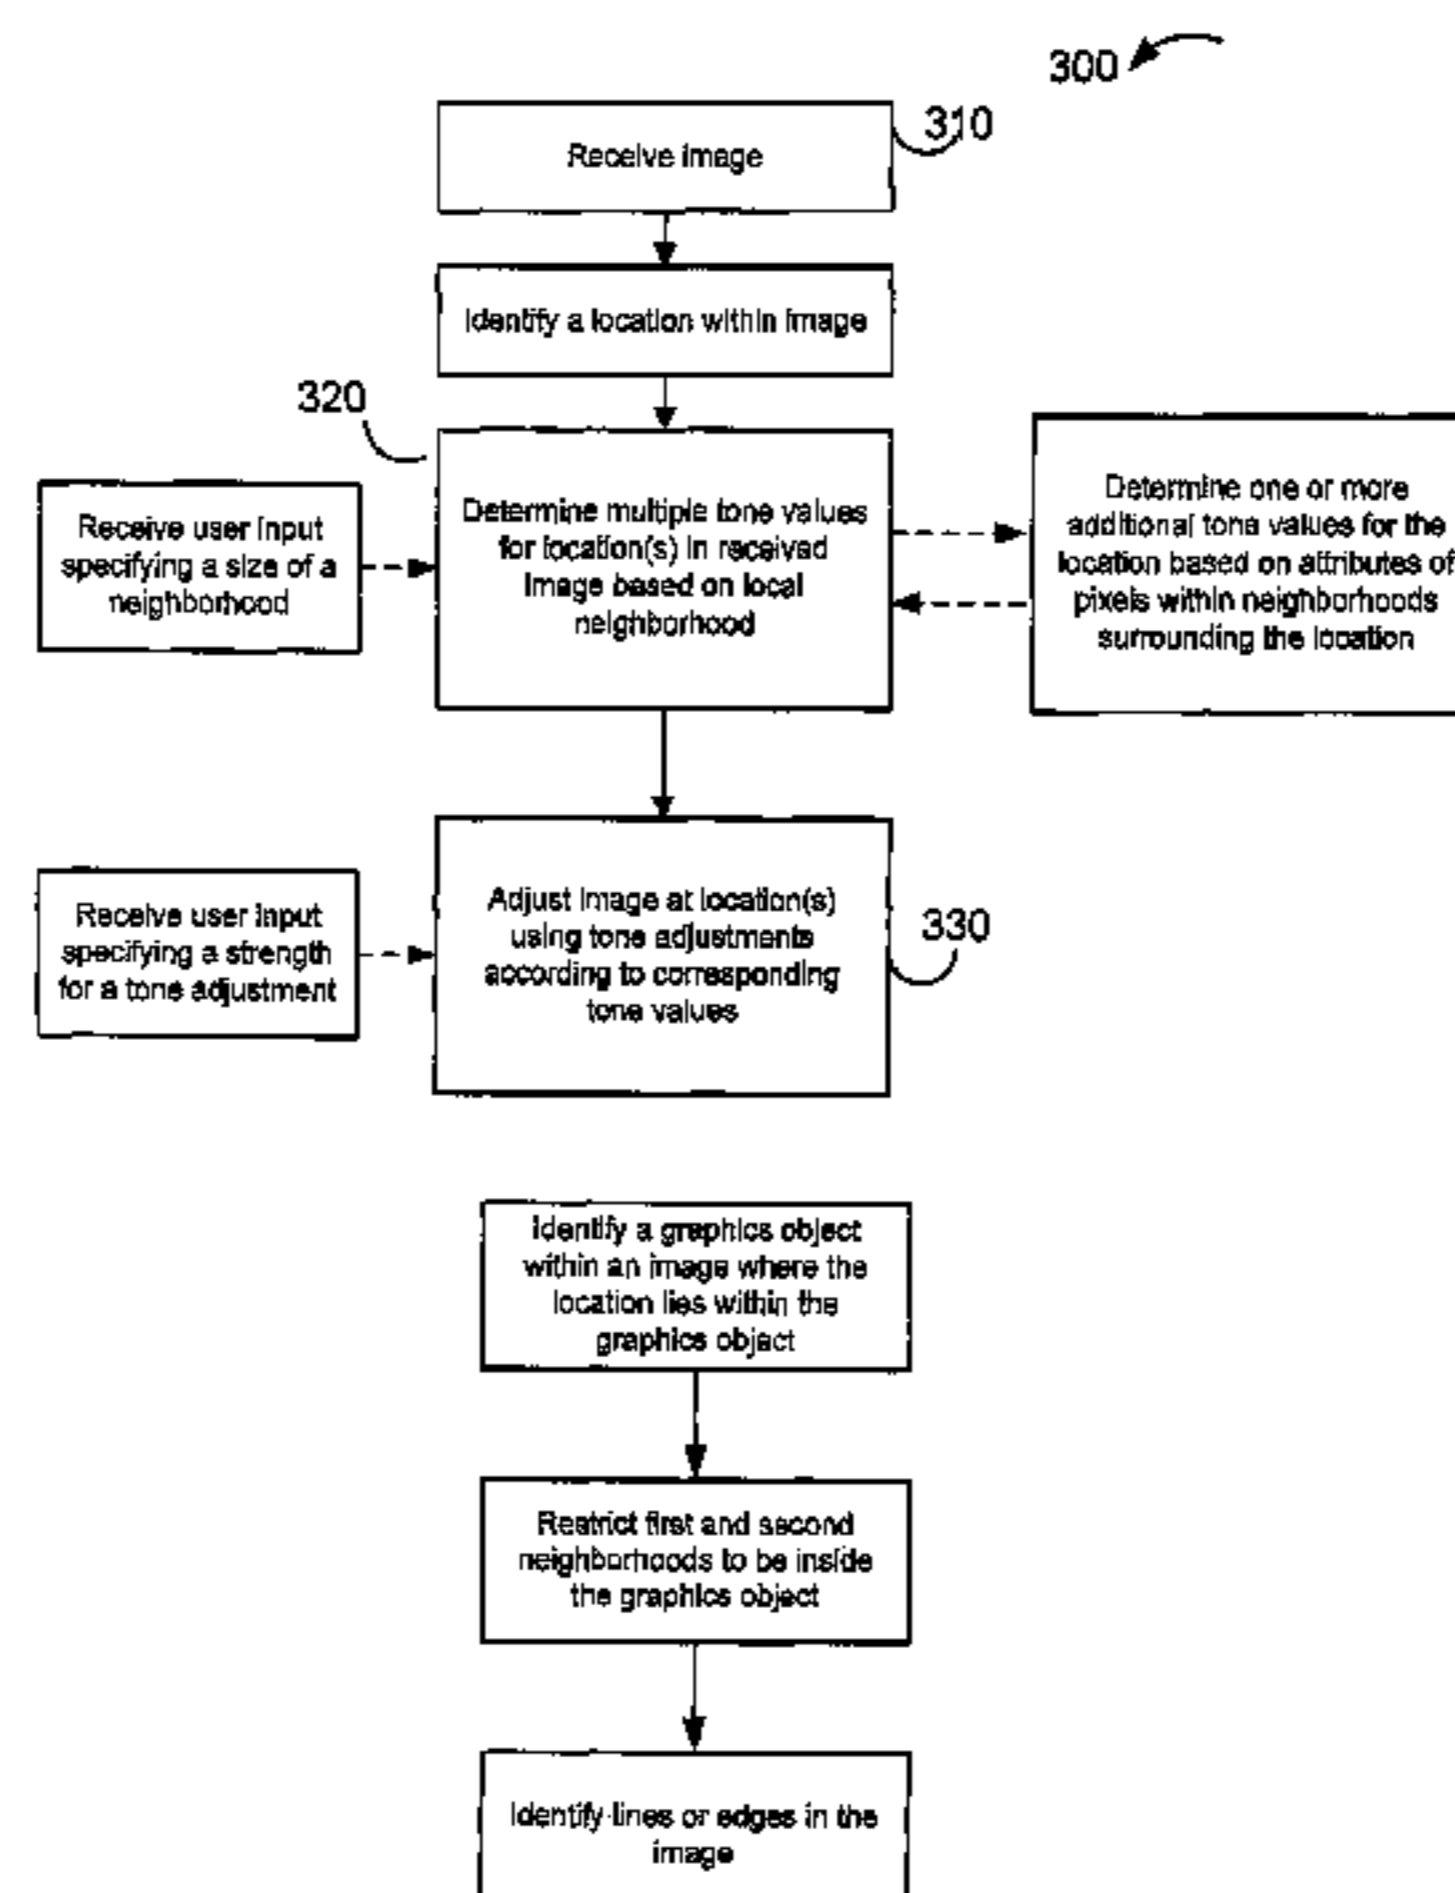 300
310
Receive image
Identify a location within image
320
Receive user input
specifying a size of a
neighborhood
Determine multiple tone values
for location(s) in received
image based on local
neighborhood
Determine one or more
additional tone values for the
location based on attributes of
pixels within neighborhoods
surrounding the location
Receive user input
specifying a strength
for a tone adjustment
Adjust image at location(s)
using tone adjustments
according to corresponding
tone values
330
Identify a graphics object
within an image where the
location lies within the
graphics object
Restrict first and second
neighborhoods to be inside
the graphics object
Identify lines or edges in the
image